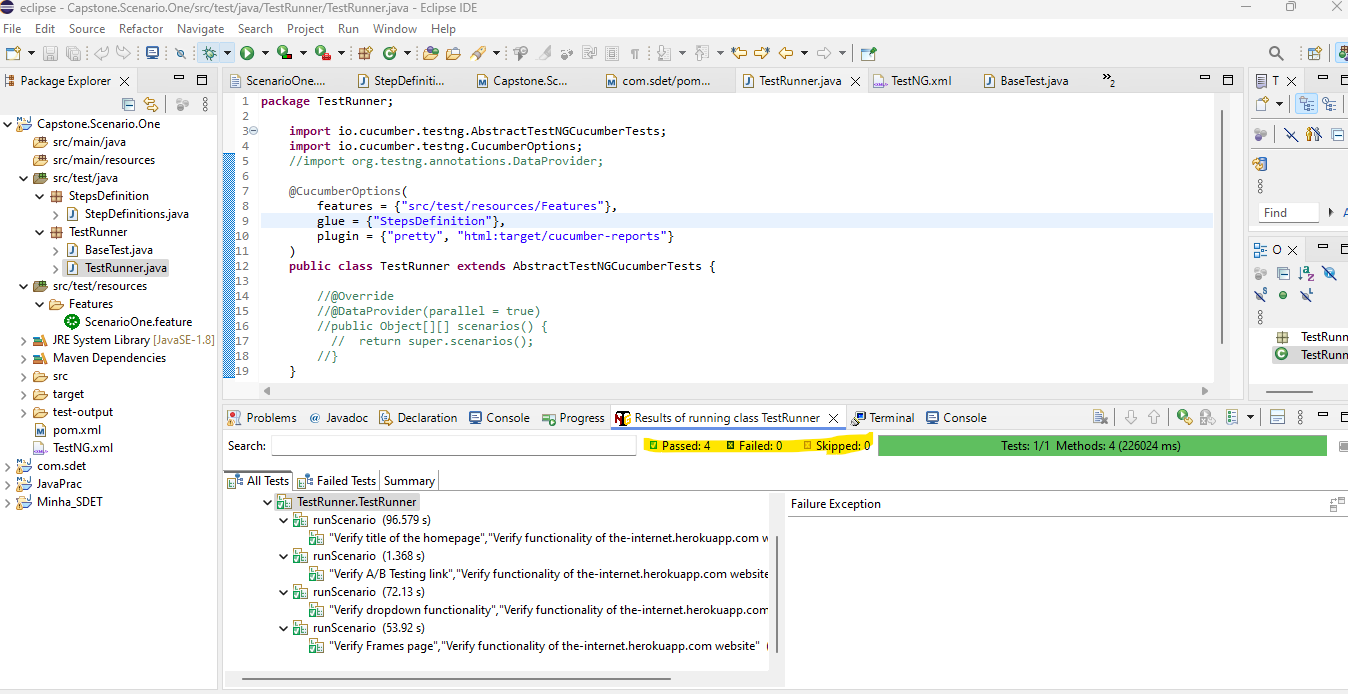 eclipse - Capstone.Scenario.One/src/test/java/TestRunner/TestRunner.java - Eclipse IDE
File Edit Source Refactor Navigate Search Project Run Window Help
Package Explorer
Capstone.Scenario.One
src/main/java
src/main/resources
src/test/java
StepsDefinition
StepDefinitions.java
TestRunner
BaseTest.java
TestRunner.java
src/test/resources
Features
ScenarioOne.feature
JRE System Library [JavaSE-1.8]
Maven Dependencies
src
target
test-output
pom.xml
TestNG.xml
com.sdet
JavaPrac
Minha_SDET
ScenarioOne.... StepDefiniti... Capstone.Sc... com.sdet/pom... TestRunner.java TestNG.xml BaseTest.java »2
1 package TestRunner;
2
3 import io.cucumber.testng.AbstractTestNGCucumberTests;
4 import io.cucumber.testng.CucumberOptions;
5 //import org.testng.annotations.DataProvider;
6
7 @CucumberOptions(
8 features = {"src/test/resources/Features"},
9 glue = {"StepsDefinition"},
10 plugin = {"pretty", "html:target/cucumber-reports"}
11 )
12 public class TestRunner extends AbstractTestNGCucumberTests {
13
14 //@Override
15 //@DataProvider(parallel = true)
16 //public Object[][] scenarios() {
17 // return super.scenarios();
18 //}
19 }
T
Find
O
TestRunn
TestRunn
Problems Javadoc Declaration Console Progress Results of running class TestRunner Terminal Console
Search: Passed: 4 Failed: 0 Skipped: 0 Tests: 1/1 Methods: 4 (226024 ms)
All Tests Failed Tests Summary
TestRunner.TestRunner
runScenario (96.579 s)
"Verify title of the homepage","Verify functionality of the-internet.herokuapp.com w
runScenario (1.368 s)
"Verify A/B Testing link","Verify functionality of the-internet.herokuapp.com website
runScenario (72.13 s)
"Verify dropdown functionality","Verify functionality of the-internet.herokuapp.com
runScenario (53.92 s)
"Verify Frames page","Verify functionality of the-internet.herokuapp.com website" (
Failure Exception